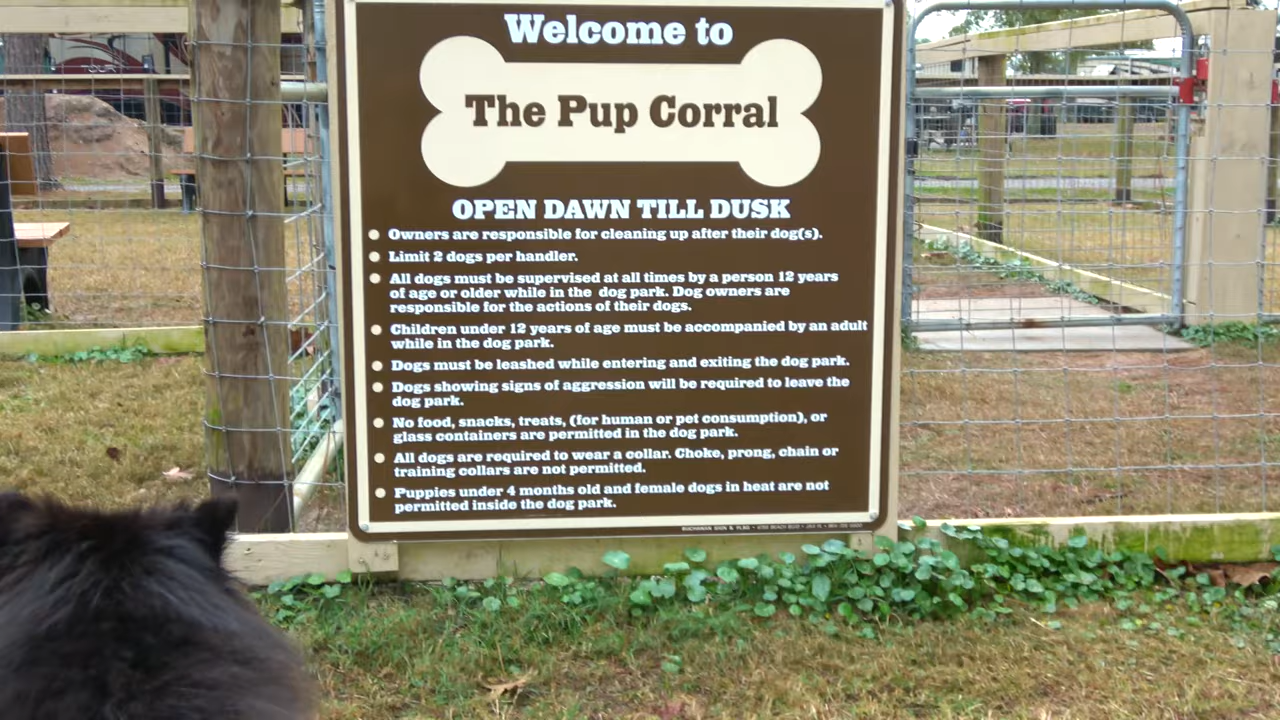 Welcome to
The Pup Corral
OPEN DAWN TILL DUSK
Owners are responsible for cleaning up after their dog(s).
Limit 2 dogs per handler.
All dogs must be supervised at all times by a person 12 years
of age or older while in the dog park. Dog owners are
responsible for the actions of their dogs.
Children under 12 years of age must be accompanied by an adult
while in the dog park.
Dogs must be leashed while entering and exiting the dog park.
Dogs showing signs of aggression will be required to leave the
dog park.
No food, snacks, treats, (for human or pet consumption), or
glass containers are permitted in the dog park.
All dogs are required to wear a collar. Choke, prong, chain or
training collars are not permitted.
Puppies under 4 months old and female dogs in heat are not
permitted inside the dog park.
BUCHANAN SIGN & FLAG